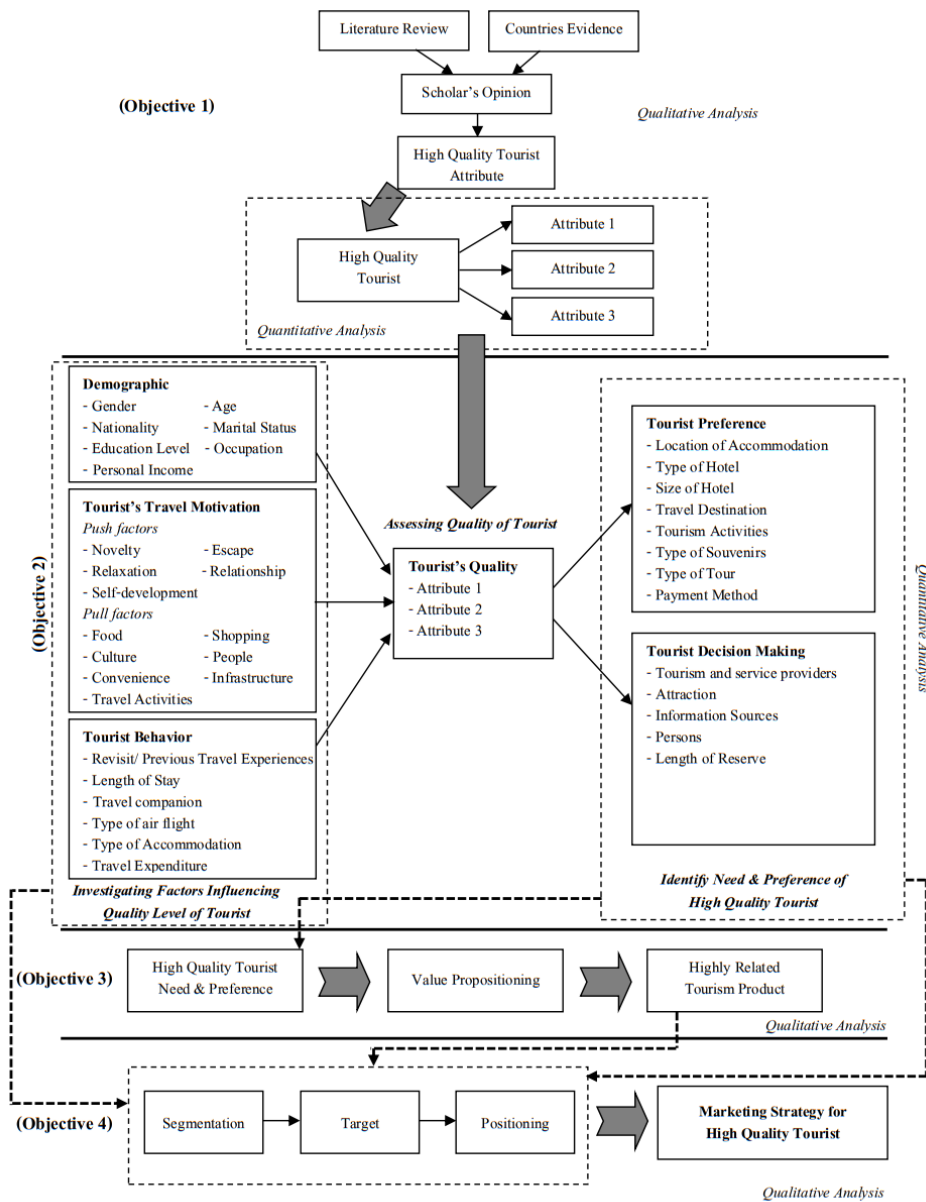 Literature Review
Countries Evidence
Scholar's Opinion
(Objective 1)
Qualitative Analysis
High Quality Tourist
Attribute
High Quality
Tourist
Attribute 1
Attribute 2
Attribute 3
Quantitative Analysis
Demographic
- Gender - Age
- Nationality - Marital Status
- Education Level - Occupation
- Personal Income
Tourist's Travel Motivation
Push factors
- Novelty - Escape
- Relaxation - Relationship
- Self-development
Pull factors
- Food - Shopping
- Culture - People
- Convenience - Infrastructure
- Travel Activities
Tourist Behavior
- Revisit/ Previous Travel Experiences
- Length of Stay
- Travel companion
- Type of air flight
- Type of Accommodation
- Travel Expenditure
Investigating Factors Influencing
Quality Level of Tourist
(Objective 2)
Assessing Quality of Tourist
Tourist's Quality
- Attribute 1
- Attribute 2
- Attribute 3
Tourist Preference
- Location of Accommodation
- Type of Hotel
- Size of Hotel
- Travel Destination
- Tourism Activities
- Type of Souvenirs
- Type of Tour
- Payment Method
Tourist Decision Making
- Tourism and service providers
- Attraction
- Information Sources
- Persons
- Length of Reserve
Identify Need & Preference of
High Quality Tourist
Quantitative Analysis
(Objective 3)
High Quality Tourist
Need & Preference
Value Propositioning
Highly Related
Tourism Product
Qualitative Analysis
(Objective 4)
Segmentation
Target
Positioning
Marketing Strategy for
High Quality Tourist
Qualitative Analysis